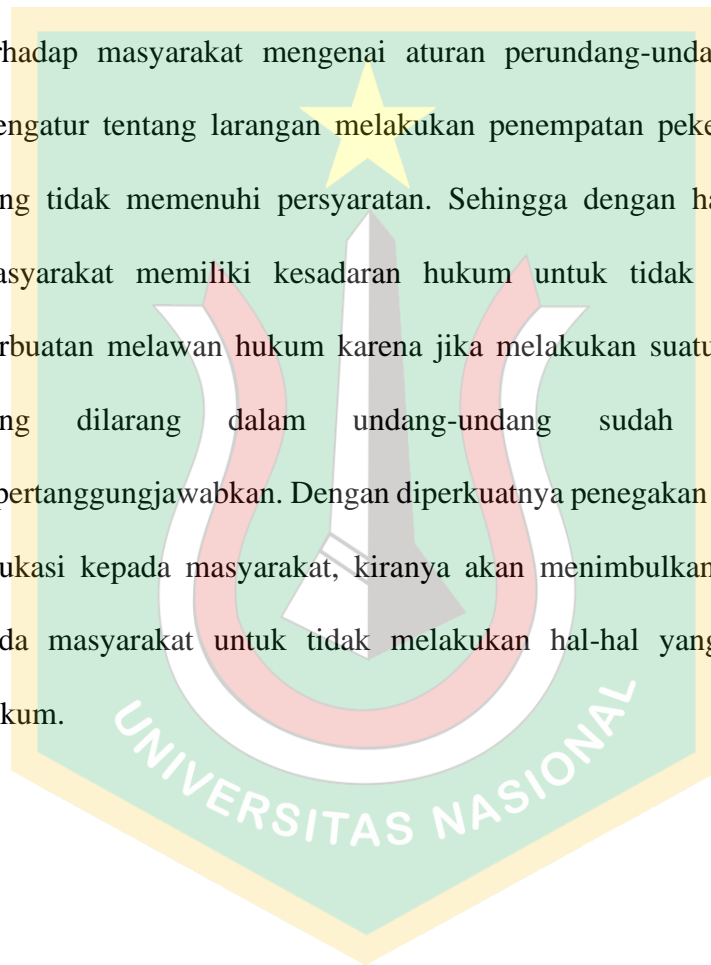 rhadap masyarakat mengenai aturan perundang-unda
engatur tentang larangan melakukan penempatan peke
ng tidak memenuhi persyaratan. Sehingga dengan ha
asyarakat memiliki kesadaran hukum untuk tidak
rbuatan melawan hukum karena jika melakukan suatu
ng dilarang dalam undang-undang sudah
pertanggungjawabkan. Dengan diperkuatnya penegakan
ukasi kepada masyarakat, kiranya akan menimbulkan
da masyarakat untuk tidak melakukan hal-hal yang
kum.
UNIVERSITAS NASIONAL